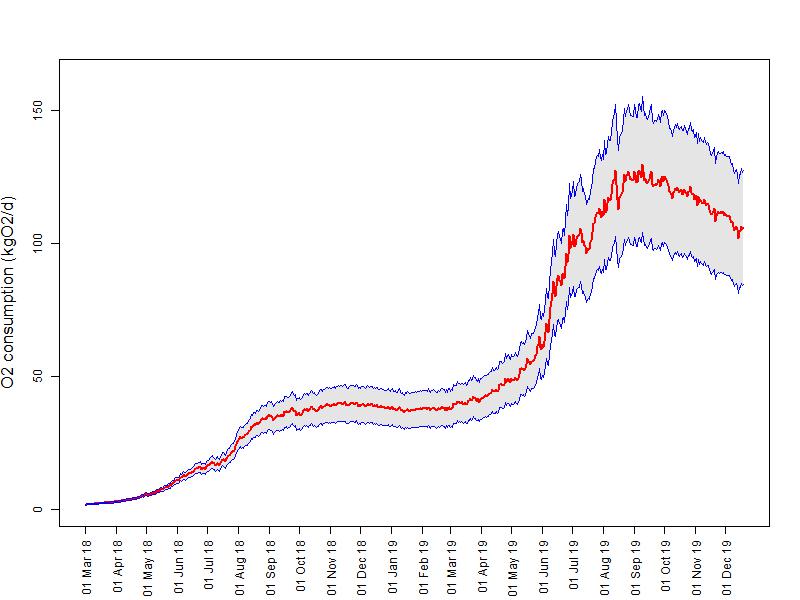 O2 consumption (kgO2/d)
150
100
50
0
01 Mar 18
01 Apr 18
01 May 18
01 Jun 18
01 Jul 18
01 Aug 18
01 Sep 18
01 Oct 18
01 Nov 18
01 Dec 18
01 Jan 19
01 Feb 19
01 Mar 19
01 Apr 19
01 May 19
01 Jun 19
01 Jul 19
01 Aug 19
01 Sep 19
01 Oct 19
01 Nov 19
01 Dec 19